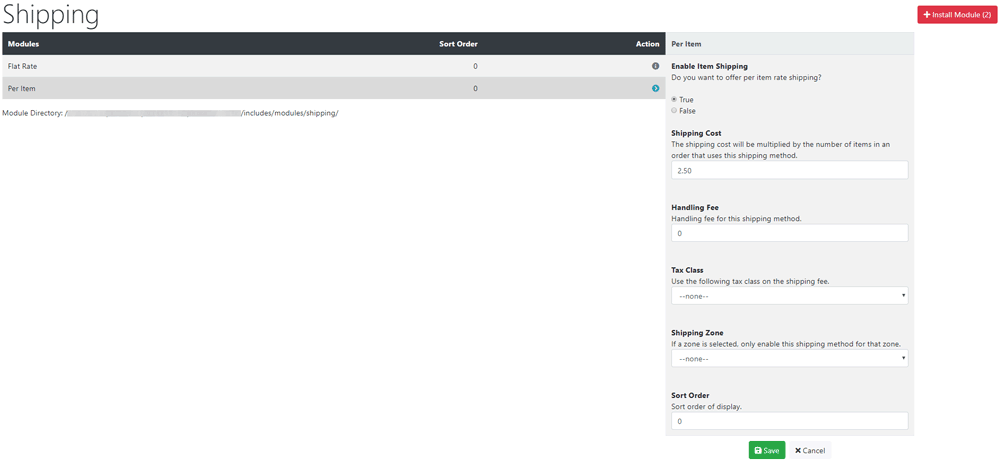 Shipping
Install Module (2)
Modules Sort Order Action
Flat Rate 0
Per Item 0
Module Directory: / /includes/modules/shipping/
Per Item
Enable Item Shipping
Do you want to offer per item rate shipping?
True
False
Shipping Cost
The shipping cost will be multiplied by the number of items in an
order that uses this shipping method.
2.50
Handling Fee
Handling fee for this shipping method.
0
Tax Class
Use the following tax class on the shipping fee.
--none--
Shipping Zone
If a zone is selected, only enable this shipping method for that zone.
--none--
Sort Order
Sort order of display.
0
Save Cancel